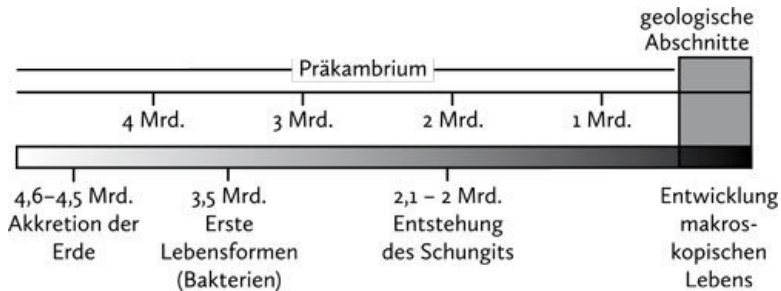 geologische
Abschnitte
Präkambrium
4 Mrd.
3 Mrd.
2 Mrd.
1 Mrd.
4,6–4,5 Mrd.
Akkretion der
Erde
3,5 Mrd.
Erste
Lebensformen
(Bakterien)
2,1 – 2 Mrd.
Entstehung
des Schungits
Entwicklung
makros-
kopischen
Lebens